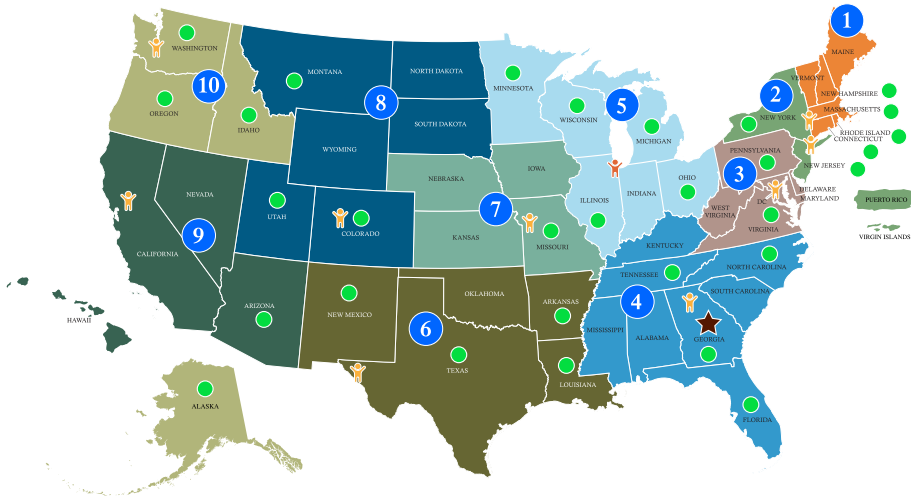 1
MAINE
WASHINGTON
MONTANA
NORTH DAKOTA
MINNESOTA
VERMONT
NEW HAMPSHIRE
10
8
5
2
OREGON
IDAHO
SOUTH DAKOTA
WISCONSIN
MICHIGAN
NEW YORK
MASSACHUSETTS
RHODE ISLAND
CONNECTICUT
WYOMING
PENNSYLVANIA
NEW JERSEY
3
NEBRASKA
IOWA
OHIO
DELAWARE
MARYLAND
DC
NEVADA
UTAH
COLORADO
7
KANSAS
MISSOURI
ILLINOIS
INDIANA
WEST
VIRGINIA
VIRGINIA
PUERTO RICO
VIRGIN ISLANDS
9
CALIFORNIA
KENTUCKY
NORTH CAROLINA
TENNESSEE
SOUTH CAROLINA
ARIZONA
NEW MEXICO
OKLAHOMA
ARKANSAS
4
HAWAII
6
MISSISSIPPI
ALABAMA
GEORGIA
TEXAS
LOUISIANA
ALASKA
FLORIDA